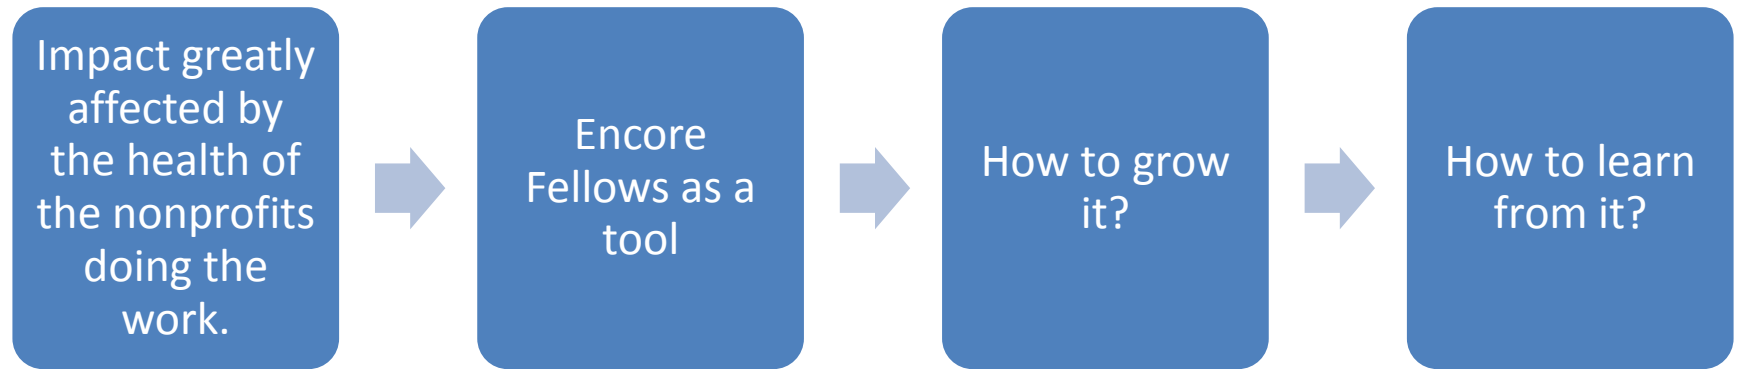 Impact greatly
affected by
the health of
the nonprofits
doing the
work.
Encore
Fellows as a
tool
How to grow
it?
How to learn
from it?